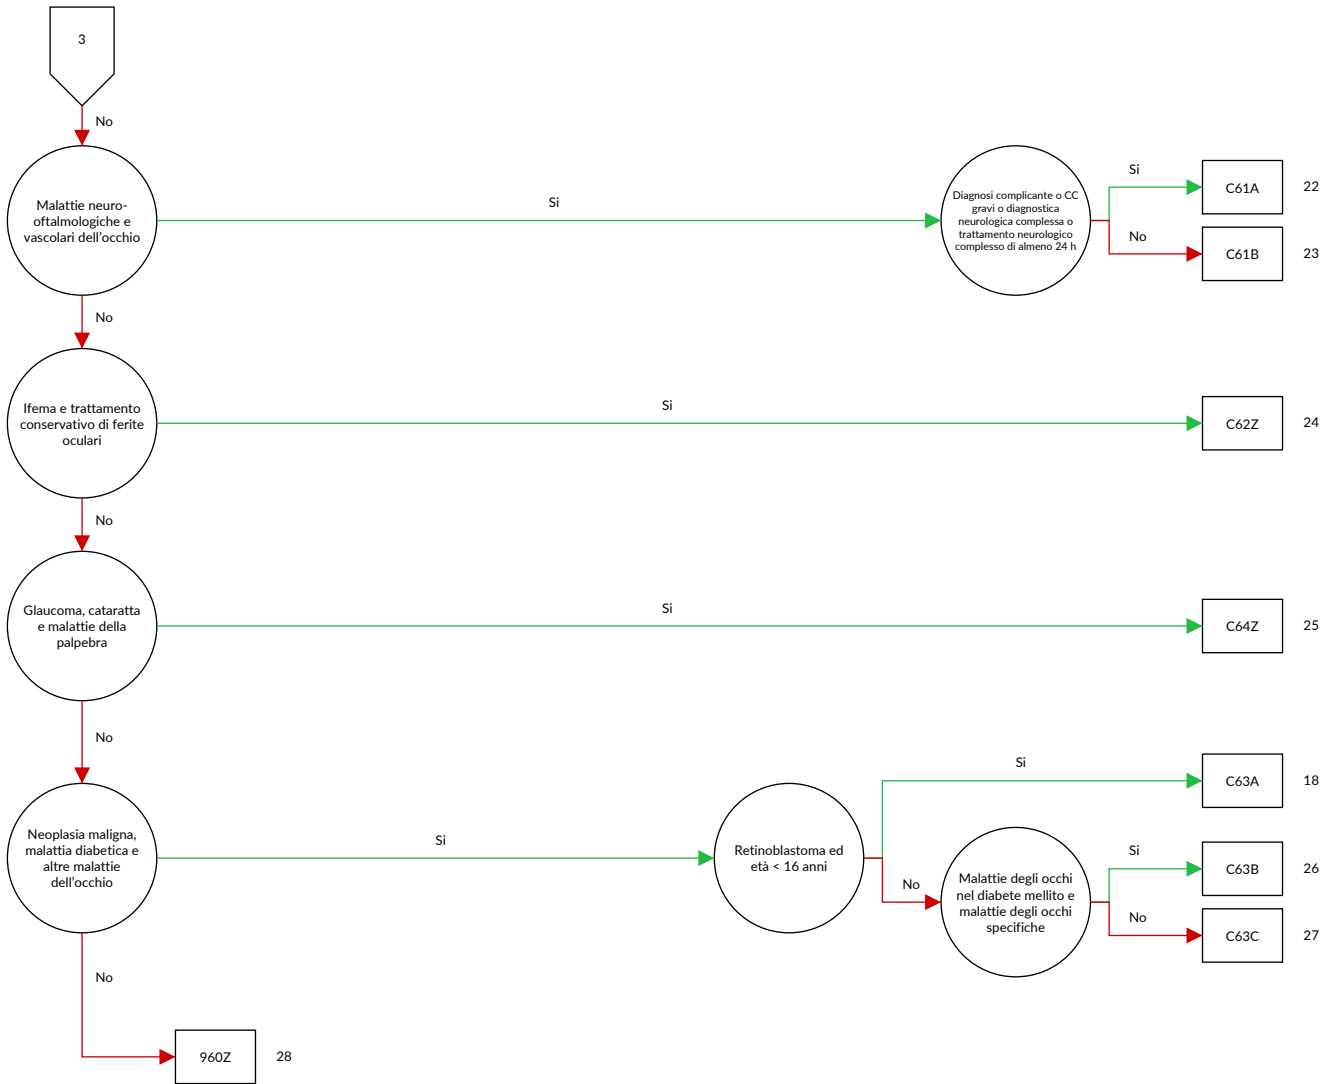 3
No
Malattie neuro-
oftalmologiche e
vascolari dell'occhio
Si
Diagnosi complicante o CC
gravi o diagnostica
neurologica complessa o
trattamento neurologico
complesso di almeno 24 h
Si
C61A
22
No
C61B
23
No
Ifema e trattamento
conservativo di ferite
oculari
Si
C62Z
24
No
Glaucoma, cataratta
e malattie della
palpebra
Si
C64Z
25
No
Neoplasia maligna,
malattia diabetica e
altre malattie
dell'occhio
Si
Retinoblastoma ed
età < 16 anni
Si
C63A
18
No
Malattie degli occhi
nel diabete mellito e
malattie degli occhi
specifiche
Si
C63B
26
No
C63C
27
No
960Z
28